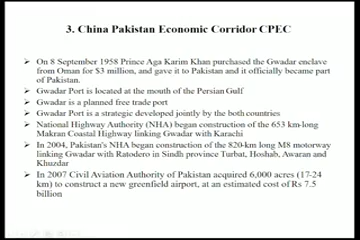 3. China Pakistan Economic Corridor CPEC
On 8 September 1958 Prince Aga Karim Khan purchased the Gwadar enclave
from Oman for $3 million, and gave it to Pakistan and it officially became part
of Pakistan.
Gwadar Port is located at the mouth of the Persian Gulf
Gwadar is a planned free trade port
Gwadar Port is a strategic developed jointly by the both countries
National Highway Authority (NHA) began construction of the 653 km-long
Makran Coastal Highway linking Gwadar with Karachi
In 2004, Pakistan's NHA began construction of the 820-km long M8 motorway
linking Gwadar with Ratodero in Sindh province Turbat, Hoshab, Awaran and
Khuzdar
In 2007 Civil Aviation Authority of Pakistan acquired 6,000 acres (17-24
km) to construct a new greenfield airport, at an estimated cost of Rs 7.5
billion